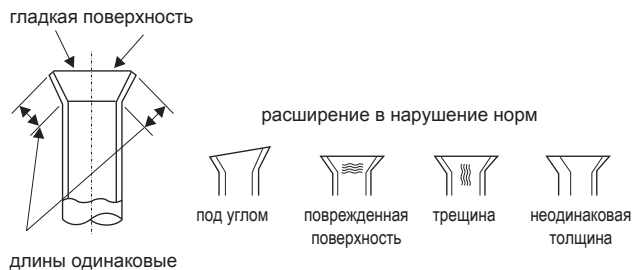 гладкая поверхность
расширение в нарушение норм
под углом
поврежденная
поверхность
трещина
неодинаковая
толщина
длины одинаковые